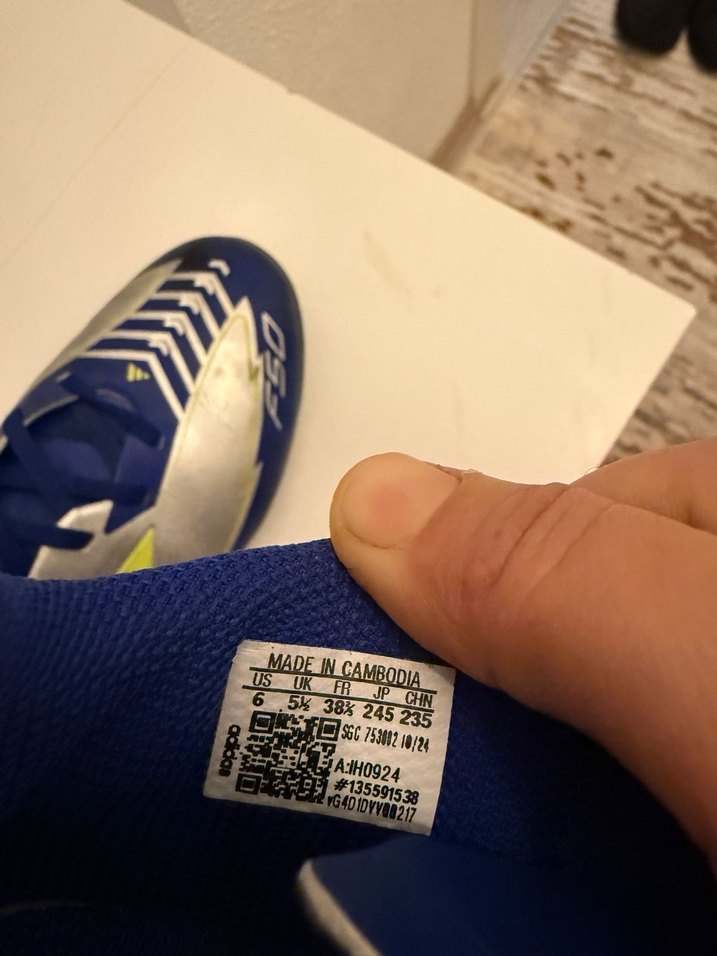 F50
MADE IN CAMBODIA
US UK FR JP CHN
6 5½ 38⅔ 245 235
adidas
SGC 753002 10/24
A:IH0924
#135591538